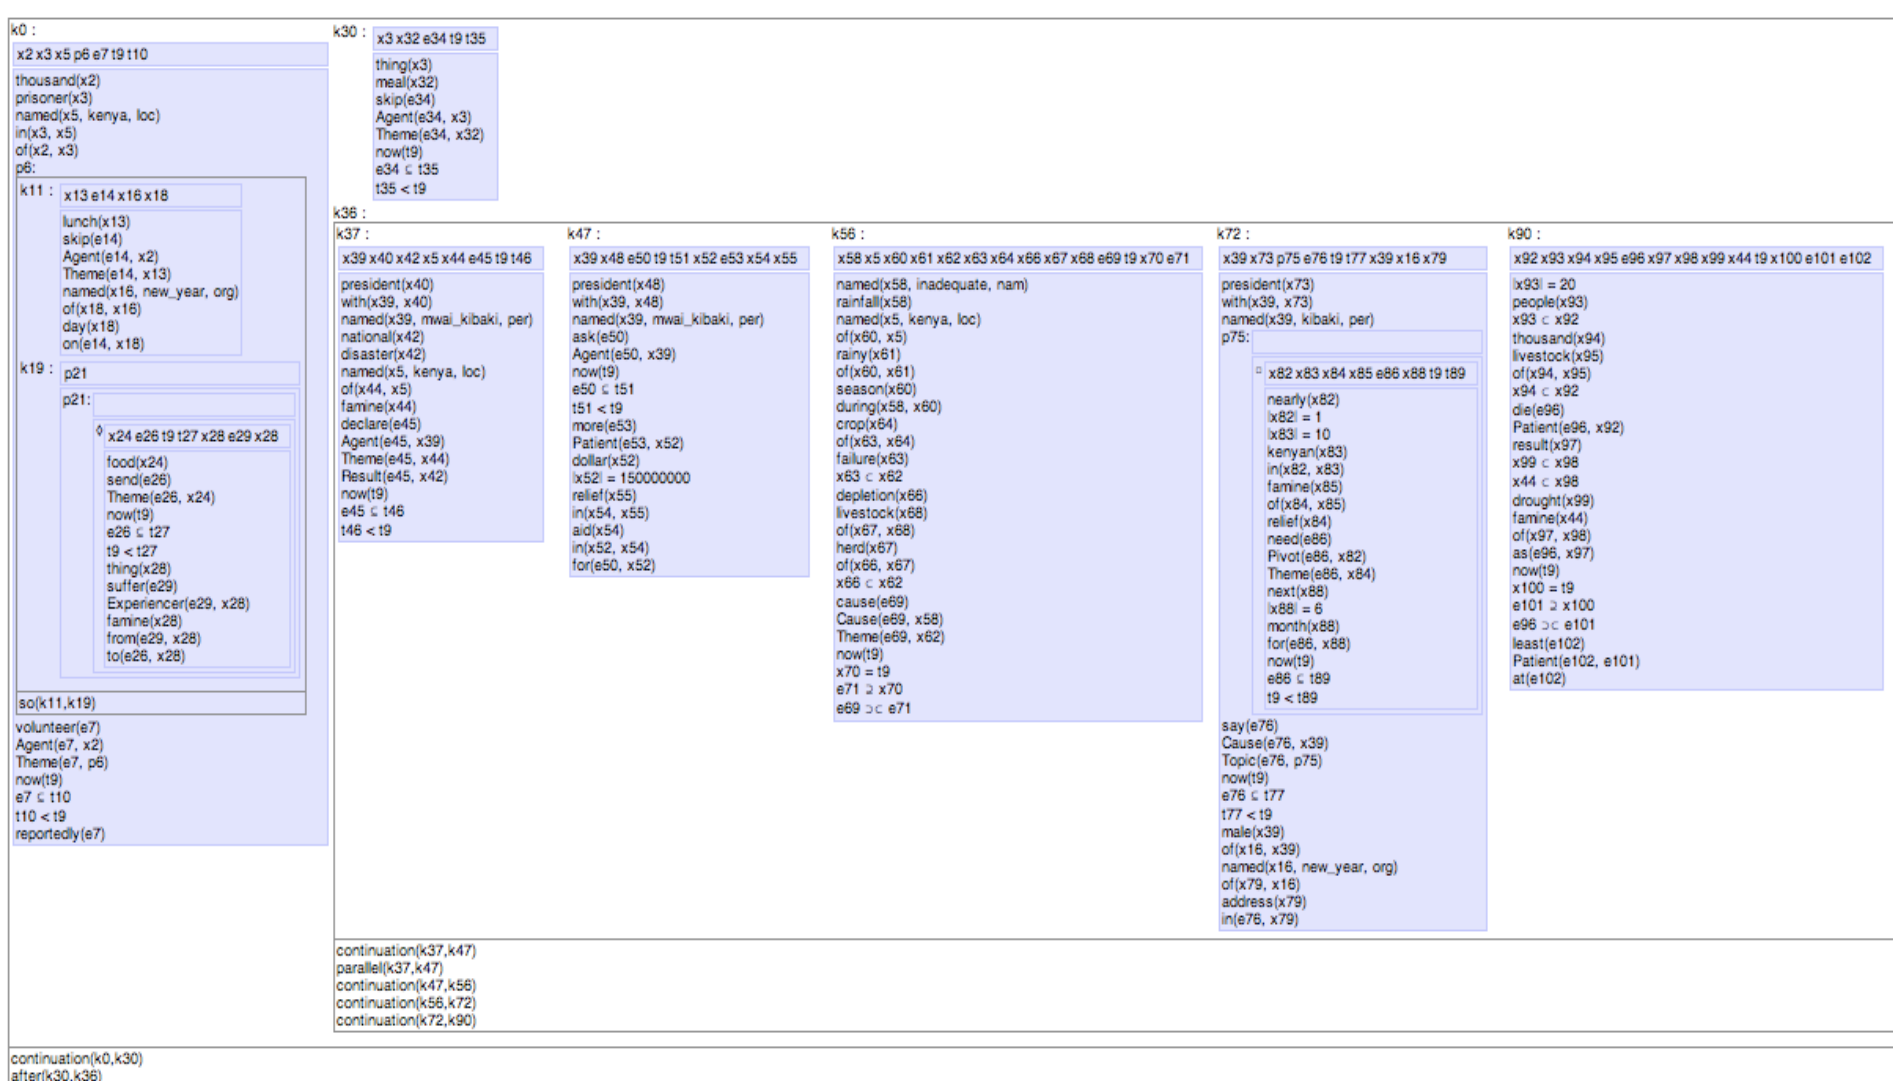 k0 :
x2 x3 x5 p6 e7 t9 t10
thousand(x2)
prisoner(x3)
named(x5, kenya, loc)
in(x3, x5)
of(x2, x3)
p6:
k11 :
x13 e14 x16 x18
lunch(x13)
skip(e14)
Agent(e14, x2)
Theme(e14, x13)
named(x16, new_year, org)
of(x18, x16)
day(x18)
on(e14, x18)
k19 :
p21
p21:
◊
x24 e26 t9 t27 x28 e29 x28
food(x24)
send(e26)
Theme(e26, x24)
now(t9)
e26 ⊆ t27
t9 < t27
thing(x28)
suffer(e29)
Experiencer(e29, x28)
famine(x28)
from(e29, x28)
to(e26, x28)
so(k11,k19)
volunteer(e7)
Agent(e7, x2)
Theme(e7, p6)
now(t9)
e7 ⊆ t10
t10 < t9
reportedly(e7)
k30 :
x3 x32 e34 t9 t35
thing(x3)
meal(x32)
skip(e34)
Agent(e34, x3)
Theme(e34, x32)
now(t9)
e34 ⊆ t35
t35 < t9
k36 :
k37 :
x39 x40 x42 x5 x44 e45 t9 t46
president(x40)
with(x39, x40)
named(x39, mwai_kibaki, per)
national(x42)
disaster(x42)
named(x5, kenya, loc)
of(x44, x5)
famine(x44)
declare(e45)
Agent(e45, x39)
Theme(e45, x44)
Result(e45, x42)
now(t9)
e45 ⊆ t46
t46 < t9
k47 :
x39 x48 e50 t9 t51 x52 e53 x54 x55
president(x48)
with(x39, x48)
named(x39, mwai_kibaki, per)
ask(e50)
Agent(e50, x39)
now(t9)
e50 ⊆ t51
t51 < t9
more(e53)
Patient(e53, x52)
dollar(x52)
|x52| = 150000000
relief(x55)
in(x54, x55)
aid(x54)
in(x52, x54)
for(e50, x52)
k56 :
x58 x5 x60 x61 x62 x63 x64 x66 x67 x68 e69 t9 x70 e71
named(x58, inadequate, nam)
rainfall(x58)
named(x5, kenya, loc)
of(x60, x5)
rainy(x61)
of(x60, x61)
season(x60)
during(x58, x60)
crop(x64)
of(x63, x64)
failure(x63)
x63 ⊂ x62
depletion(x66)
livestock(x68)
of(x67, x68)
herd(x67)
of(x66, x67)
x66 ⊂ x62
cause(e69)
Cause(e69, x58)
Theme(e69, x62)
now(t9)
x70 = t9
e71 ⊇ x70
e69 ⊃⊂ e71
k72 :
x39 x73 p75 e76 t9 t77 x39 x16 x79
president(x73)
with(x39, x73)
named(x39, kibaki, per)
p75:
□
x82 x83 x84 x85 e86 x88 t9 t89
nearly(x82)
|x82| = 1
|x83| = 10
kenyan(x83)
in(x82, x83)
famine(x85)
of(x84, x85)
relief(x84)
need(e86)
Pivot(e86, x82)
Theme(e86, x84)
next(x88)
|x88| = 6
month(x88)
for(e86, x88)
now(t9)
e86 ⊆ t89
t9 < t89
say(e76)
Cause(e76, x39)
Topic(e76, p75)
now(t9)
e76 ⊆ t77
t77 < t9
male(x39)
of(x16, x39)
named(x16, new_year, org)
of(x79, x16)
address(x79)
in(e76, x79)
k90 :
x92 x93 x94 x95 e96 x97 x98 x99 x44 t9 x100 e101 e102
|x93| = 20
people(x93)
x93 ⊂ x92
thousand(x94)
livestock(x95)
of(x94, x95)
x94 ⊂ x92
die(e96)
Patient(e96, x92)
result(x97)
x99 ⊂ x98
x44 ⊂ x98
drought(x99)
famine(x44)
of(x97, x98)
as(e96, x97)
now(t9)
x100 = t9
e101 ⊇ x100
e96 ⊃⊂ e101
least(e102)
Patient(e102, e101)
at(e102)
continuation(k37,k47)
parallel(k37,k47)
continuation(k47,k56)
continuation(k56,k72)
continuation(k72,k90)
continuation(k0,k30)
after(k30,k36)